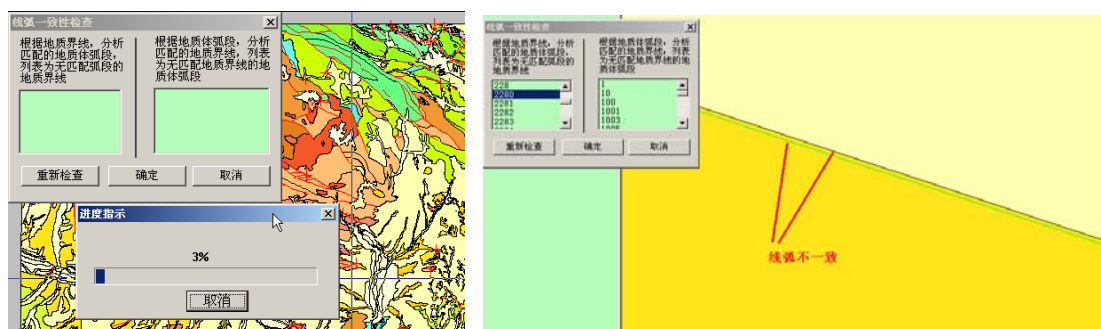 线弧一致性检查
根据地质界线，分析
匹配的地质体弧段，
列表为无匹配弧段的
地质界线
根据地质体弧段，分析
匹配的地质界线，列表
为无匹配地质界线的地
质体弧段
重新检查
确定
取消
进度指示
3%
取消
线弧一致性检查
根据地质界线，分析
匹配的地质体弧段，
列表为无匹配弧段的
地质界线
228
2280
2281
2282
2283
根据地质体弧段，分析
匹配的地质界线，列表
为无匹配地质界线的地
质体弧段
1
10
100
1001
1003
重新检查
确定
取消
线弧不一致